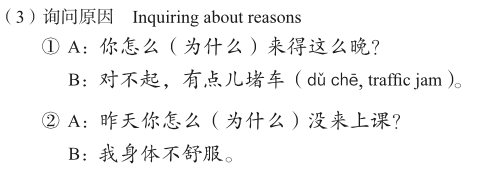 （3）询问原因 Inquiring about reasons
① A：你怎么（为什么）来得这么晚？
B：对不起，有点儿堵车（dǔ chē, traffic jam）。
② A：昨天你怎么（为什么）没来上课？
B：我身体不舒服。